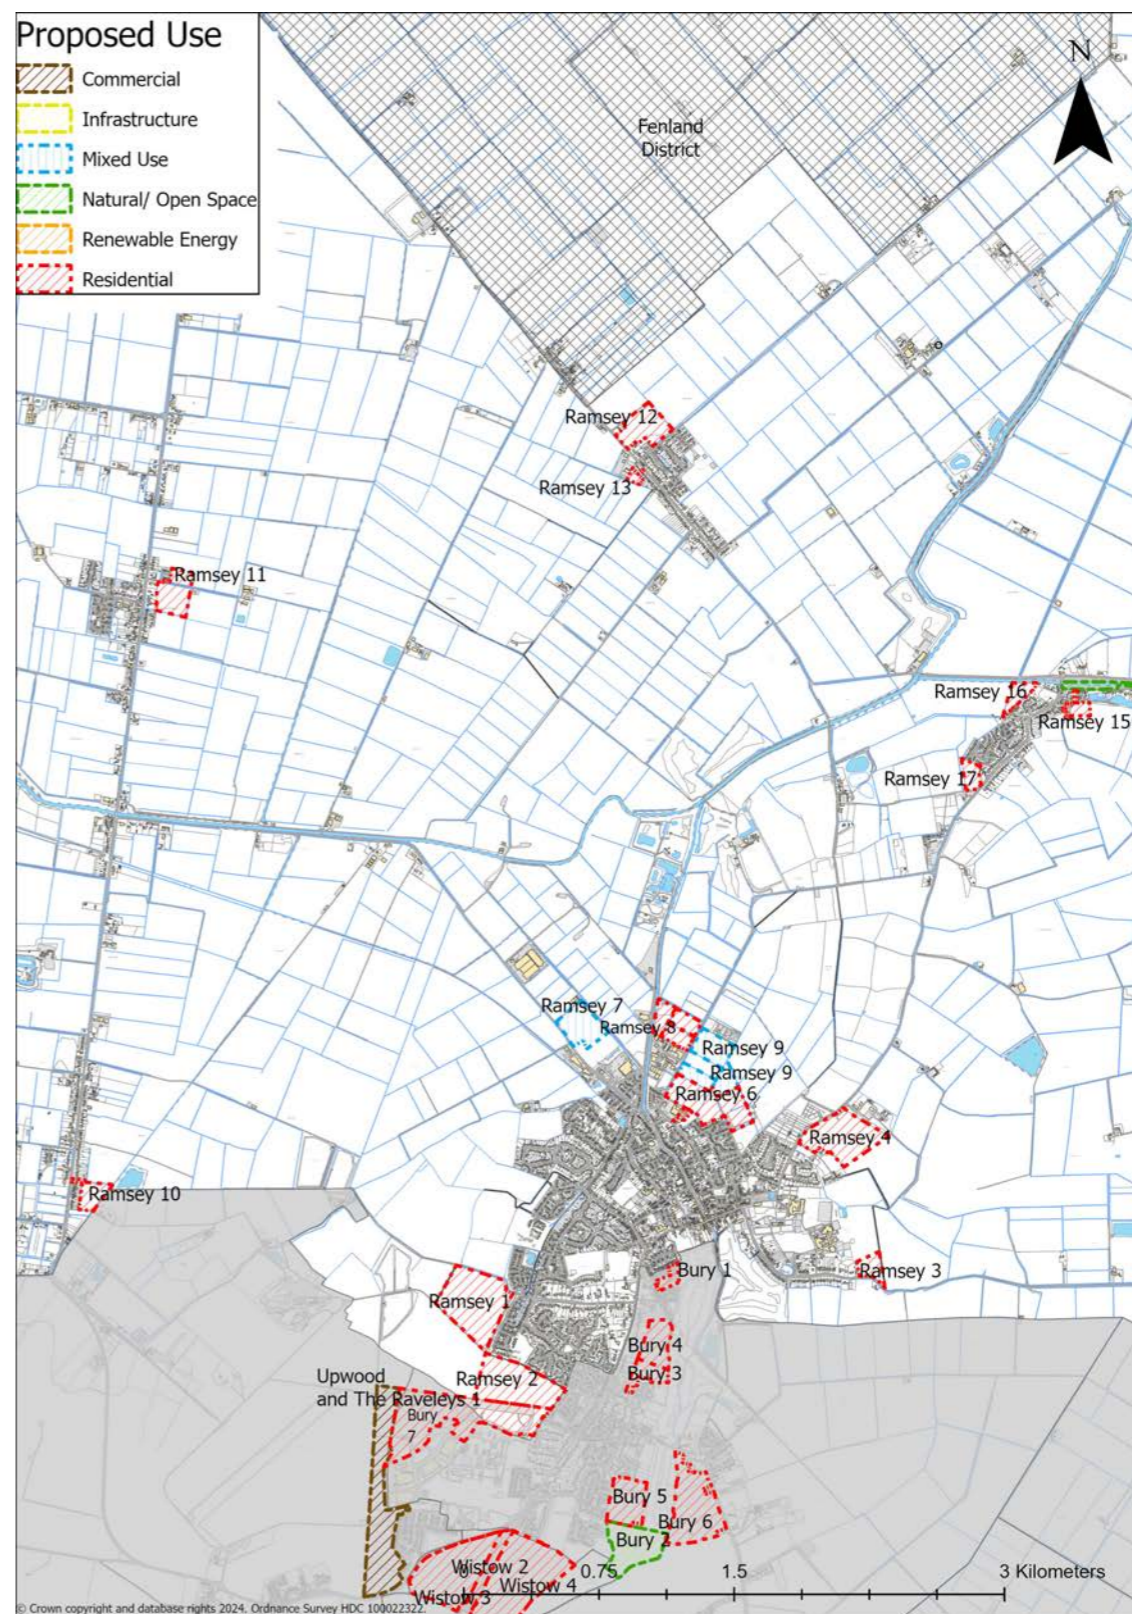 Proposed Use
Commercial
Infrastructure
Mixed Use
Natural/ Open Space
Renewable Energy
Residential
N
Fenland
District
Ramsey 12
Ramsey 13
Ramsey 11
Ramsey 16
Ramsey 15
Ramsey 17
Ramsey 7
Ramsey 8
Ramsey 9
Ramsey 9
Ramsey 6
Ramsey 4
Ramsey 10
Ramsey 3
Bury 1
Ramsey 1
Bury 4
Bury 3
Ramsey 2
Upwood
and The Raveleys 1
Bury
7
Bury 5
Bury 6
Bury 2
Wistow 2
Wistow 4
Wistow 3
0 0.75 1.5 3 Kilometers
© Crown copyright and database rights 2024. Ordnance Survey HDC 100022322.